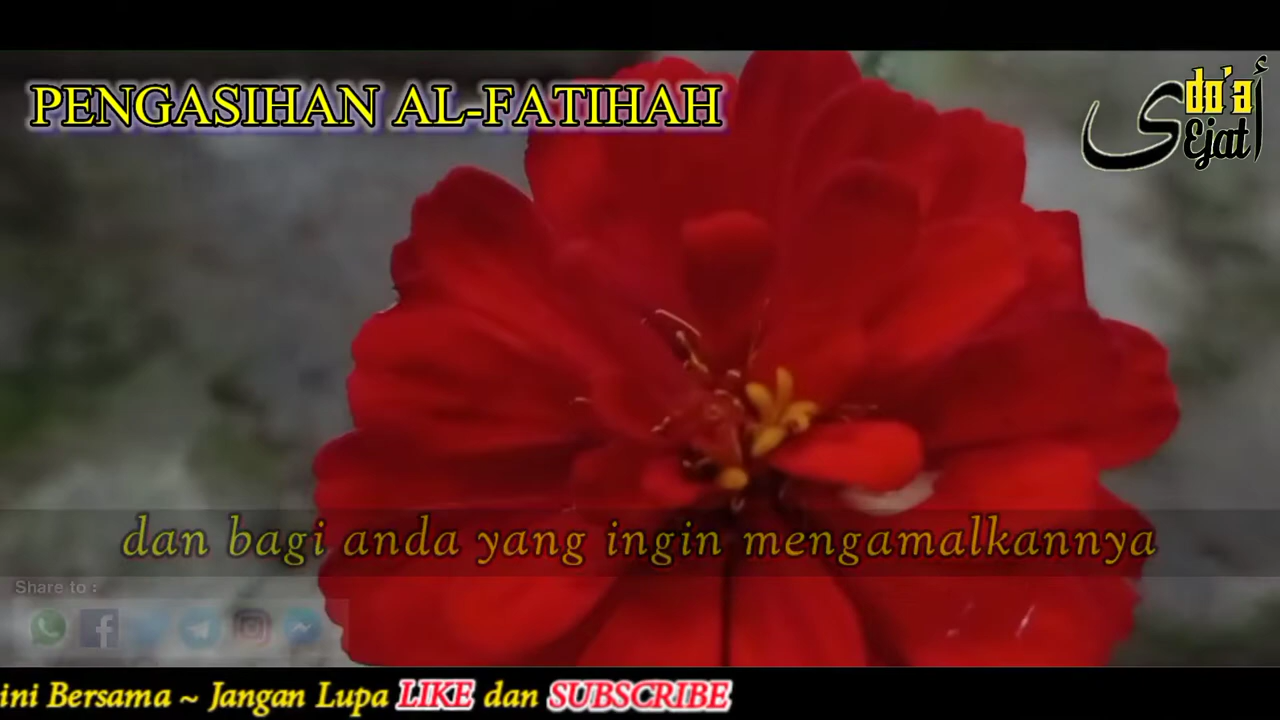 PENGASIHAN AL-FATIHAH
do'a
Ejati
dan bagi anda yang ingin mengamalkannya
Share to :
ini Bersama ~ Jangan Lupa LIKE dan SUBSCRIBE